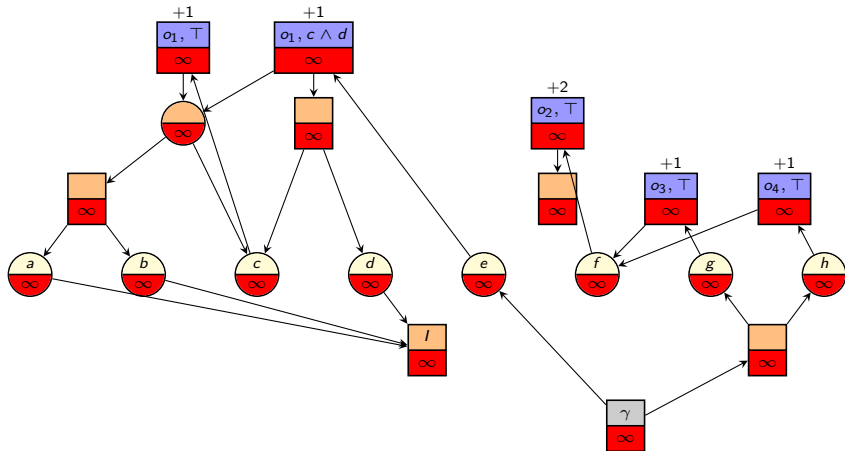 +1 +1
o₁, ⊤ o₁, c ∧ d
∞ ∞
+2
o₂, ⊤
∞ ∞ ∞
+1 +1
o₃, ⊤ o₄, ⊤
∞ ∞ ∞ ∞
a b c d e f g h
∞ ∞ ∞ ∞ ∞ ∞ ∞ ∞
I
∞ ∞
γ
∞